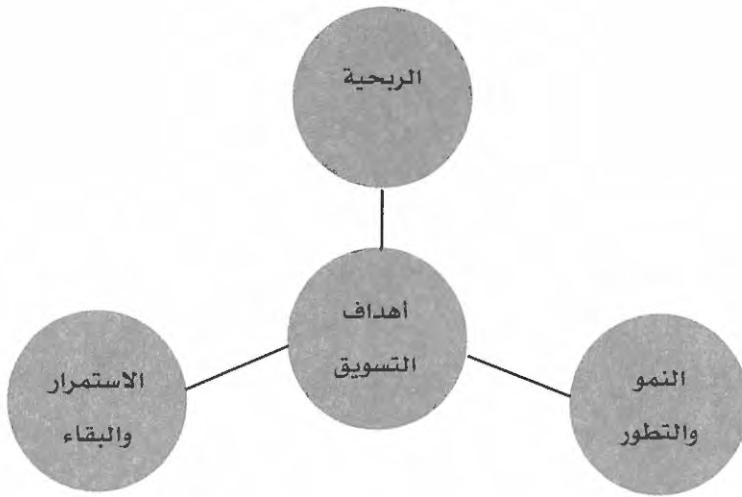 الربحية
أهداف
التسويق
النمو
والتطور
الاستمرار
والبقاء